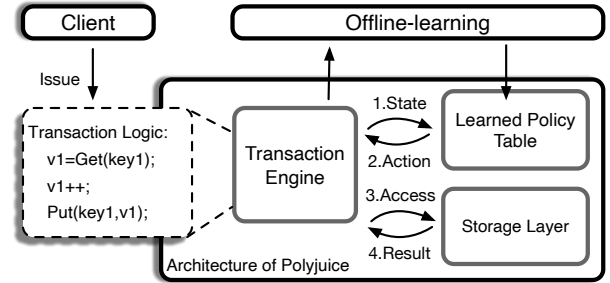 Client
Offline-learning
Issue
Transaction Logic:
v1=Get(key1);
v1++;
Put(key1,v1);
Transaction
Engine
1.State
2.Action
Learned Policy
Table
3.Access
4.Result
Storage Layer
Architecture of Polyjuice